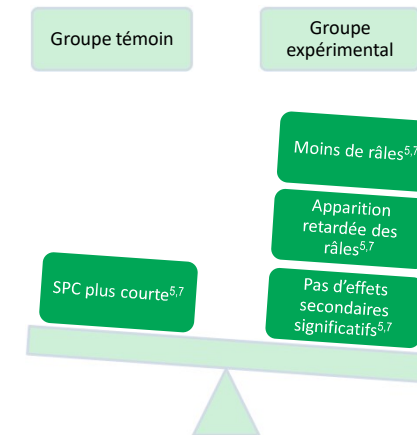 Groupe témoin
Groupe
expérimental
Moins de râles5,7
Apparition
retardée des
râles5,7
SPC plus courte5,7
Pas d'effets
secondaires
significatifs5,7